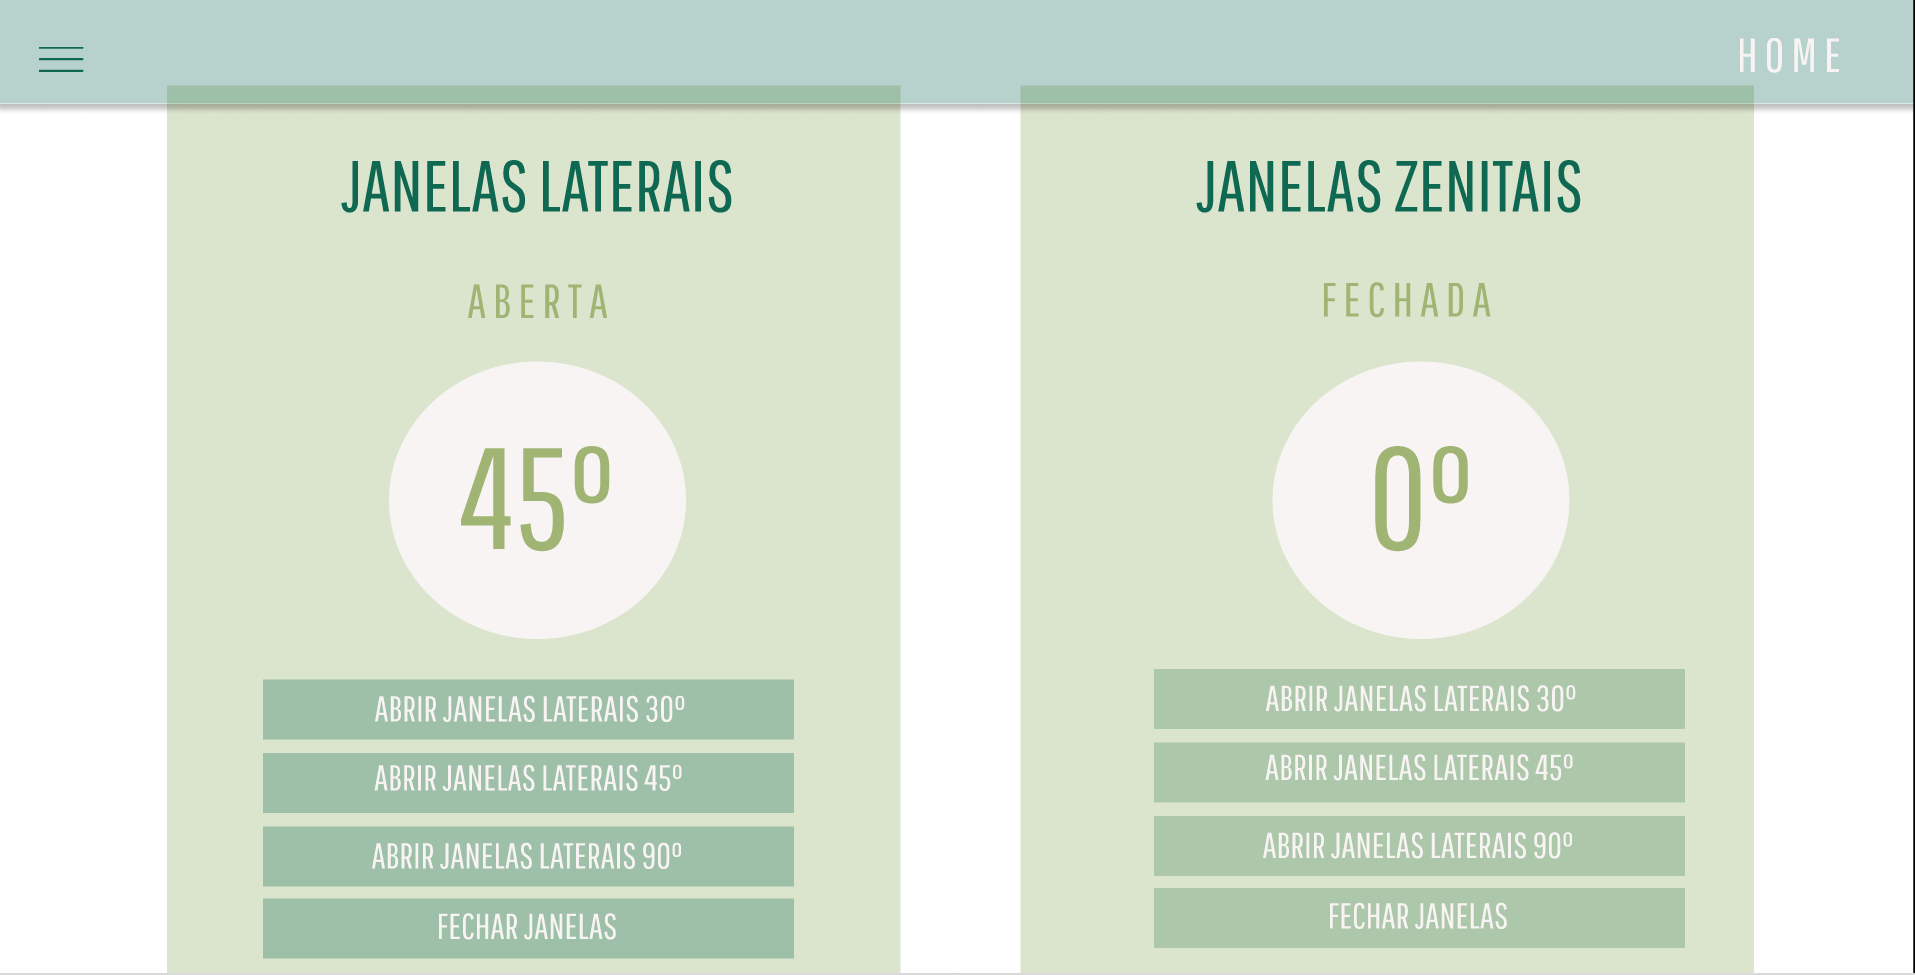 HOME
JANELAS LATERAIS
ABERTA
45º
ABRIR JANELAS LATERAIS 30º
ABRIR JANELAS LATERAIS 45º
ABRIR JANELAS LATERAIS 90º
FECHAR JANELAS
JANELAS ZENITAIS
FECHADA
0º
ABRIR JANELAS LATERAIS 30º
ABRIR JANELAS LATERAIS 45º
ABRIR JANELAS LATERAIS 90º
FECHAR JANELAS